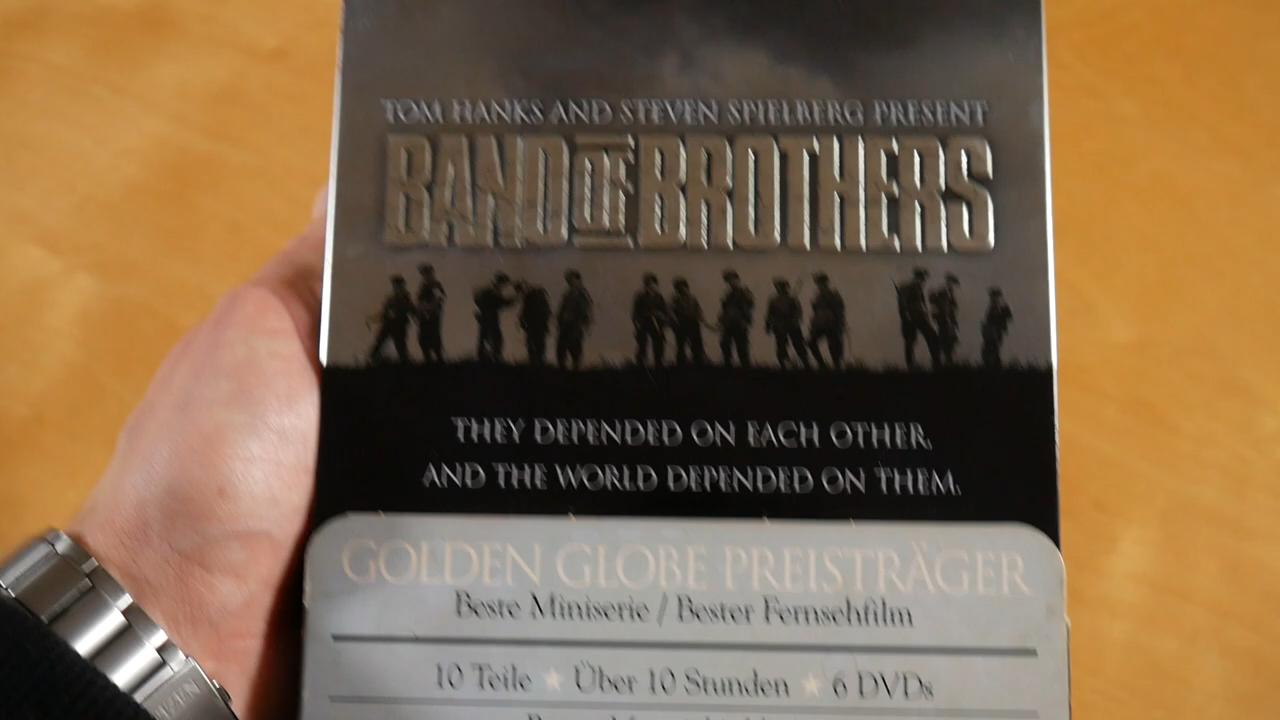 TOM HANKS AND STEVEN SPIELBERG PRESENT
BAND OF BROTHERS
THEY DEPENDED ON EACH OTHER.
AND THE WORLD DEPENDED ON THEM.
GOLDEN GLOBE PREISTRÄGER
Beste Miniserie / Bester Fernsehfilm
10 Teile ★ Über 10 Stunden ★ 6 DVDs